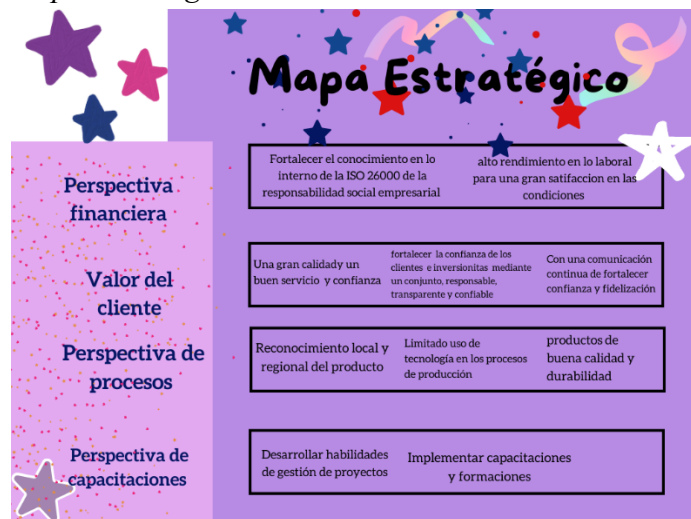 Mapa Estratégico
Perspectiva
financiera
Fortalecer el conocimiento en lo
interno de la ISO 26000 de la
responsabilidad social empresarial
alto rendimiento en lo laboral
para una gran satifaccion en las
condiciones
Valor del
cliente
Una gran calidady un
buen servicio y confianza
fortalecer la confianza de los
clientes e inversionitas mediante
un conjunto, responsable,
transparente y confiable
Con una comunicación
continua de fortalecer
confianza y fidelización
Perspectiva de
procesos
Reconocimiento local y
regional del producto
Limitado uso de
tecnología en los procesos
de producción
productos de
buena calidad y
durabilidad
Perspectiva de
capacitaciones
Desarrollar habilidades
de gestión de proyectos
Implementar capacitaciones
y formaciones